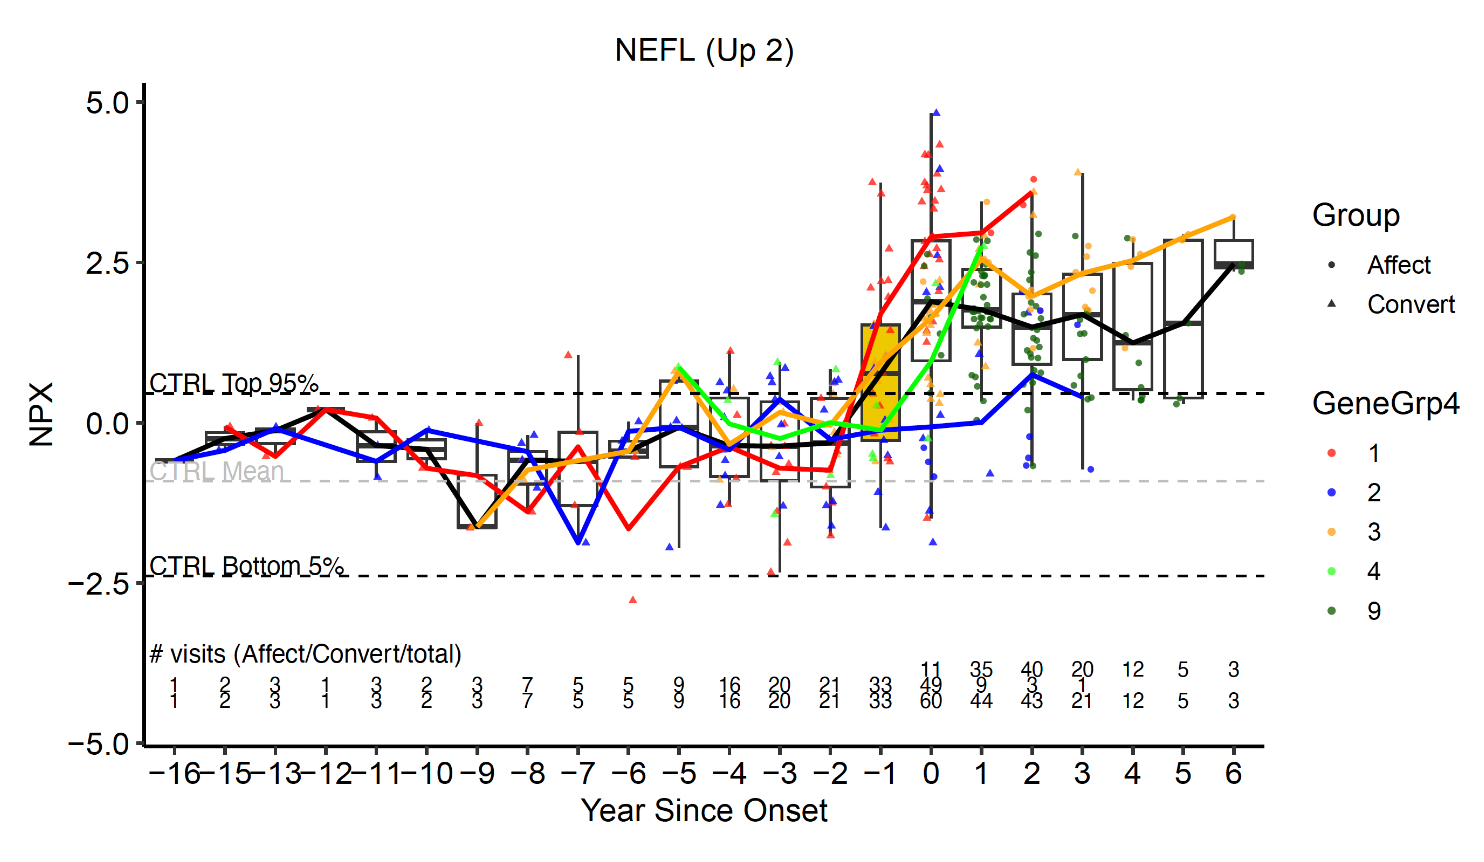 NEFL (Up 2)
NPX
5.0
2.5
0.0
−2.5
−5.0
CTRL Top 95%
CTRL Mean
CTRL Bottom 5%
# visits (Affect/Convert/total)
11 35 40 20 12 5 3
1 2 3 1 3 2 3 7 5 5 9 16 20 21 33 49 9 3 1
1 2 3 1 3 2 3 7 5 5 9 16 20 21 33 60 44 43 21 12 5 3
−16 −15 −13 −12 −11 −10 −9 −8 −7 −6 −5 −4 −3 −2 −1 0 1 2 3 4 5 6
Year Since Onset
Group
Affect
Convert
GeneGrp4
1
2
3
4
9